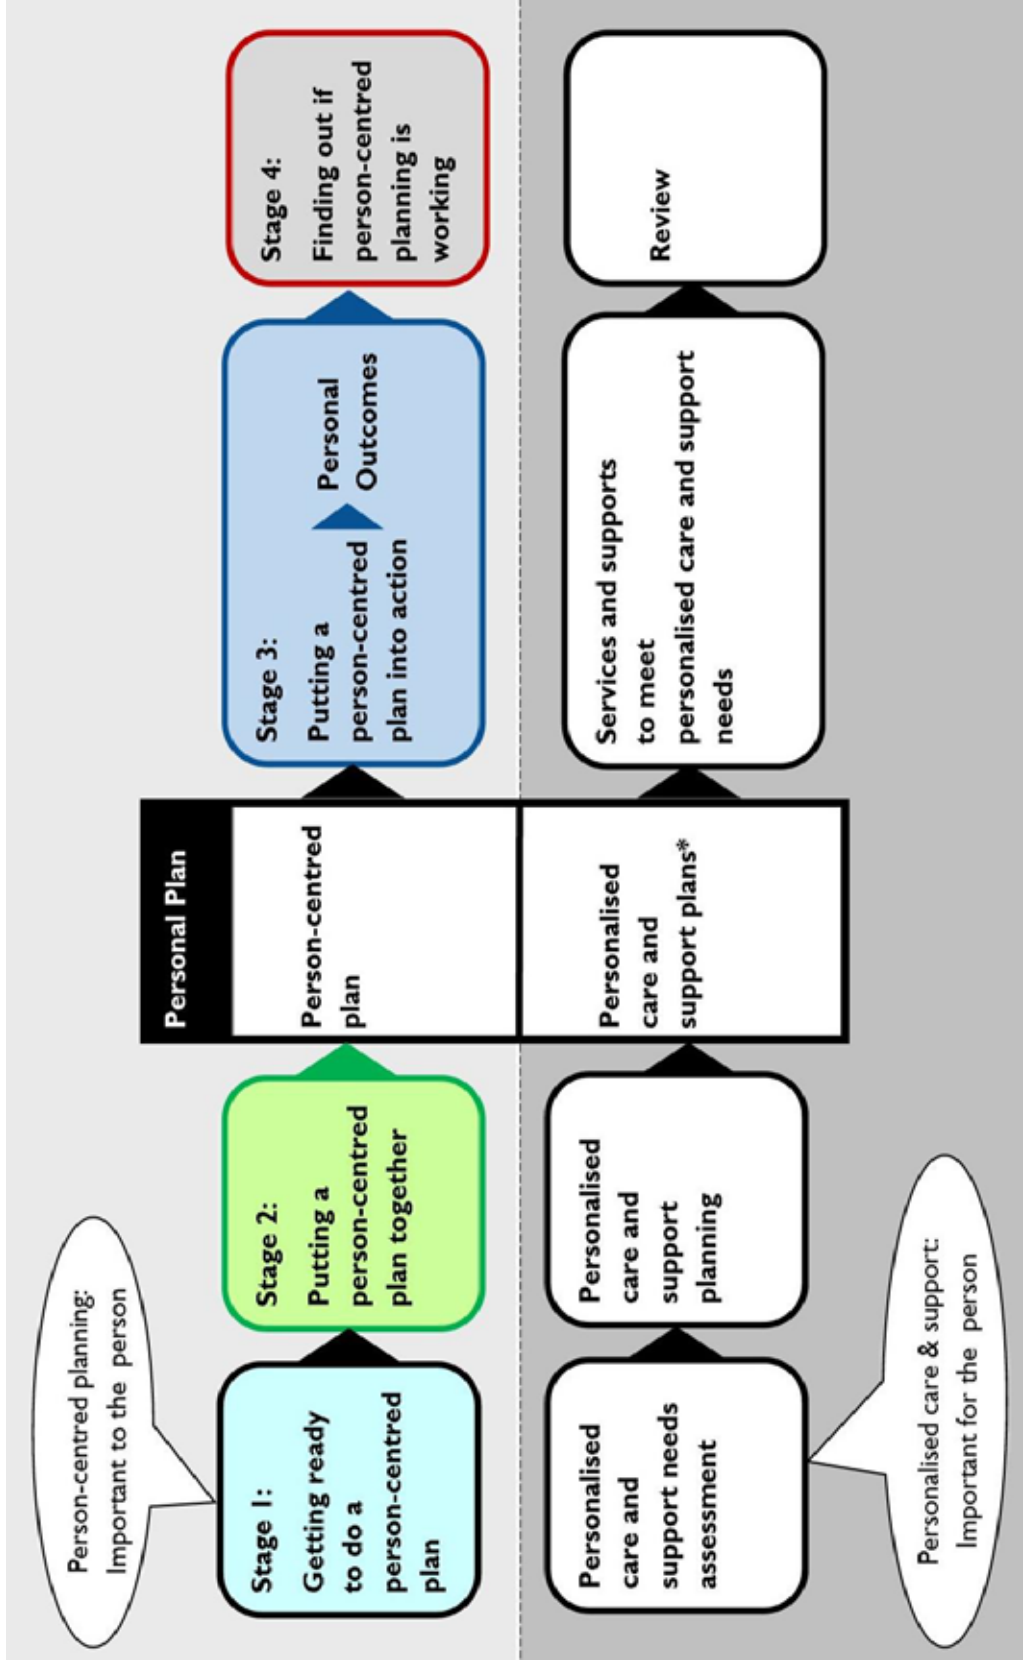 Person-centred planning:
Important to the person
Stage 1:
Getting ready
to do a
person-centred
plan
Stage 2:
Putting a
person-centred
plan together
Personal Plan
Person-centred
plan
Stage 3:
Putting a
person-centred
plan into action
Personal
Outcomes
Stage 4:
Finding out if
person-centred
planning is
working
Personalised
care and
support needs
assessment
Personalised
care and
support
planning
Personalised
care and
support plans*
Services and supports
to meet
personalised care and support
needs
Review
Personalised care & support:
Important for the person